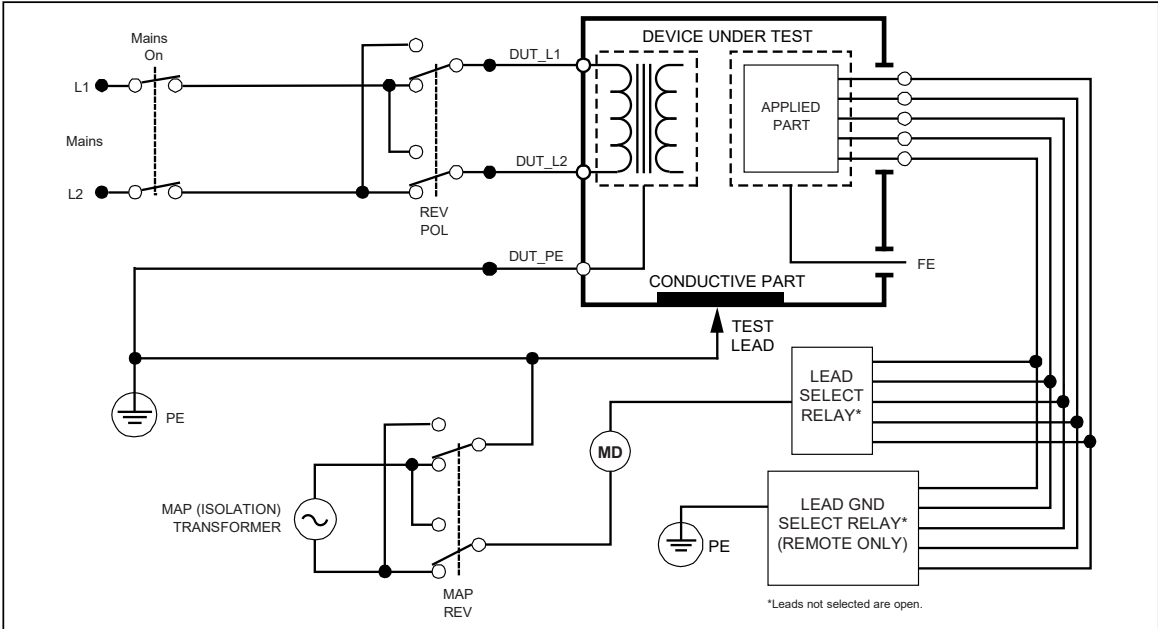 Mains
On
L1
Mains
L2
REV
POL
DUT_L1
DUT_L2
DUT_PE
DEVICE UNDER TEST
APPLIED
PART
FE
CONDUCTIVE PART
TEST
LEAD
PE
LEAD
SELECT
RELAY*
MD
MAP (ISOLATION)
TRANSFORMER
MAP
REV
PE
LEAD GND
SELECT RELAY*
(REMOTE ONLY)
*Leads not selected are open.